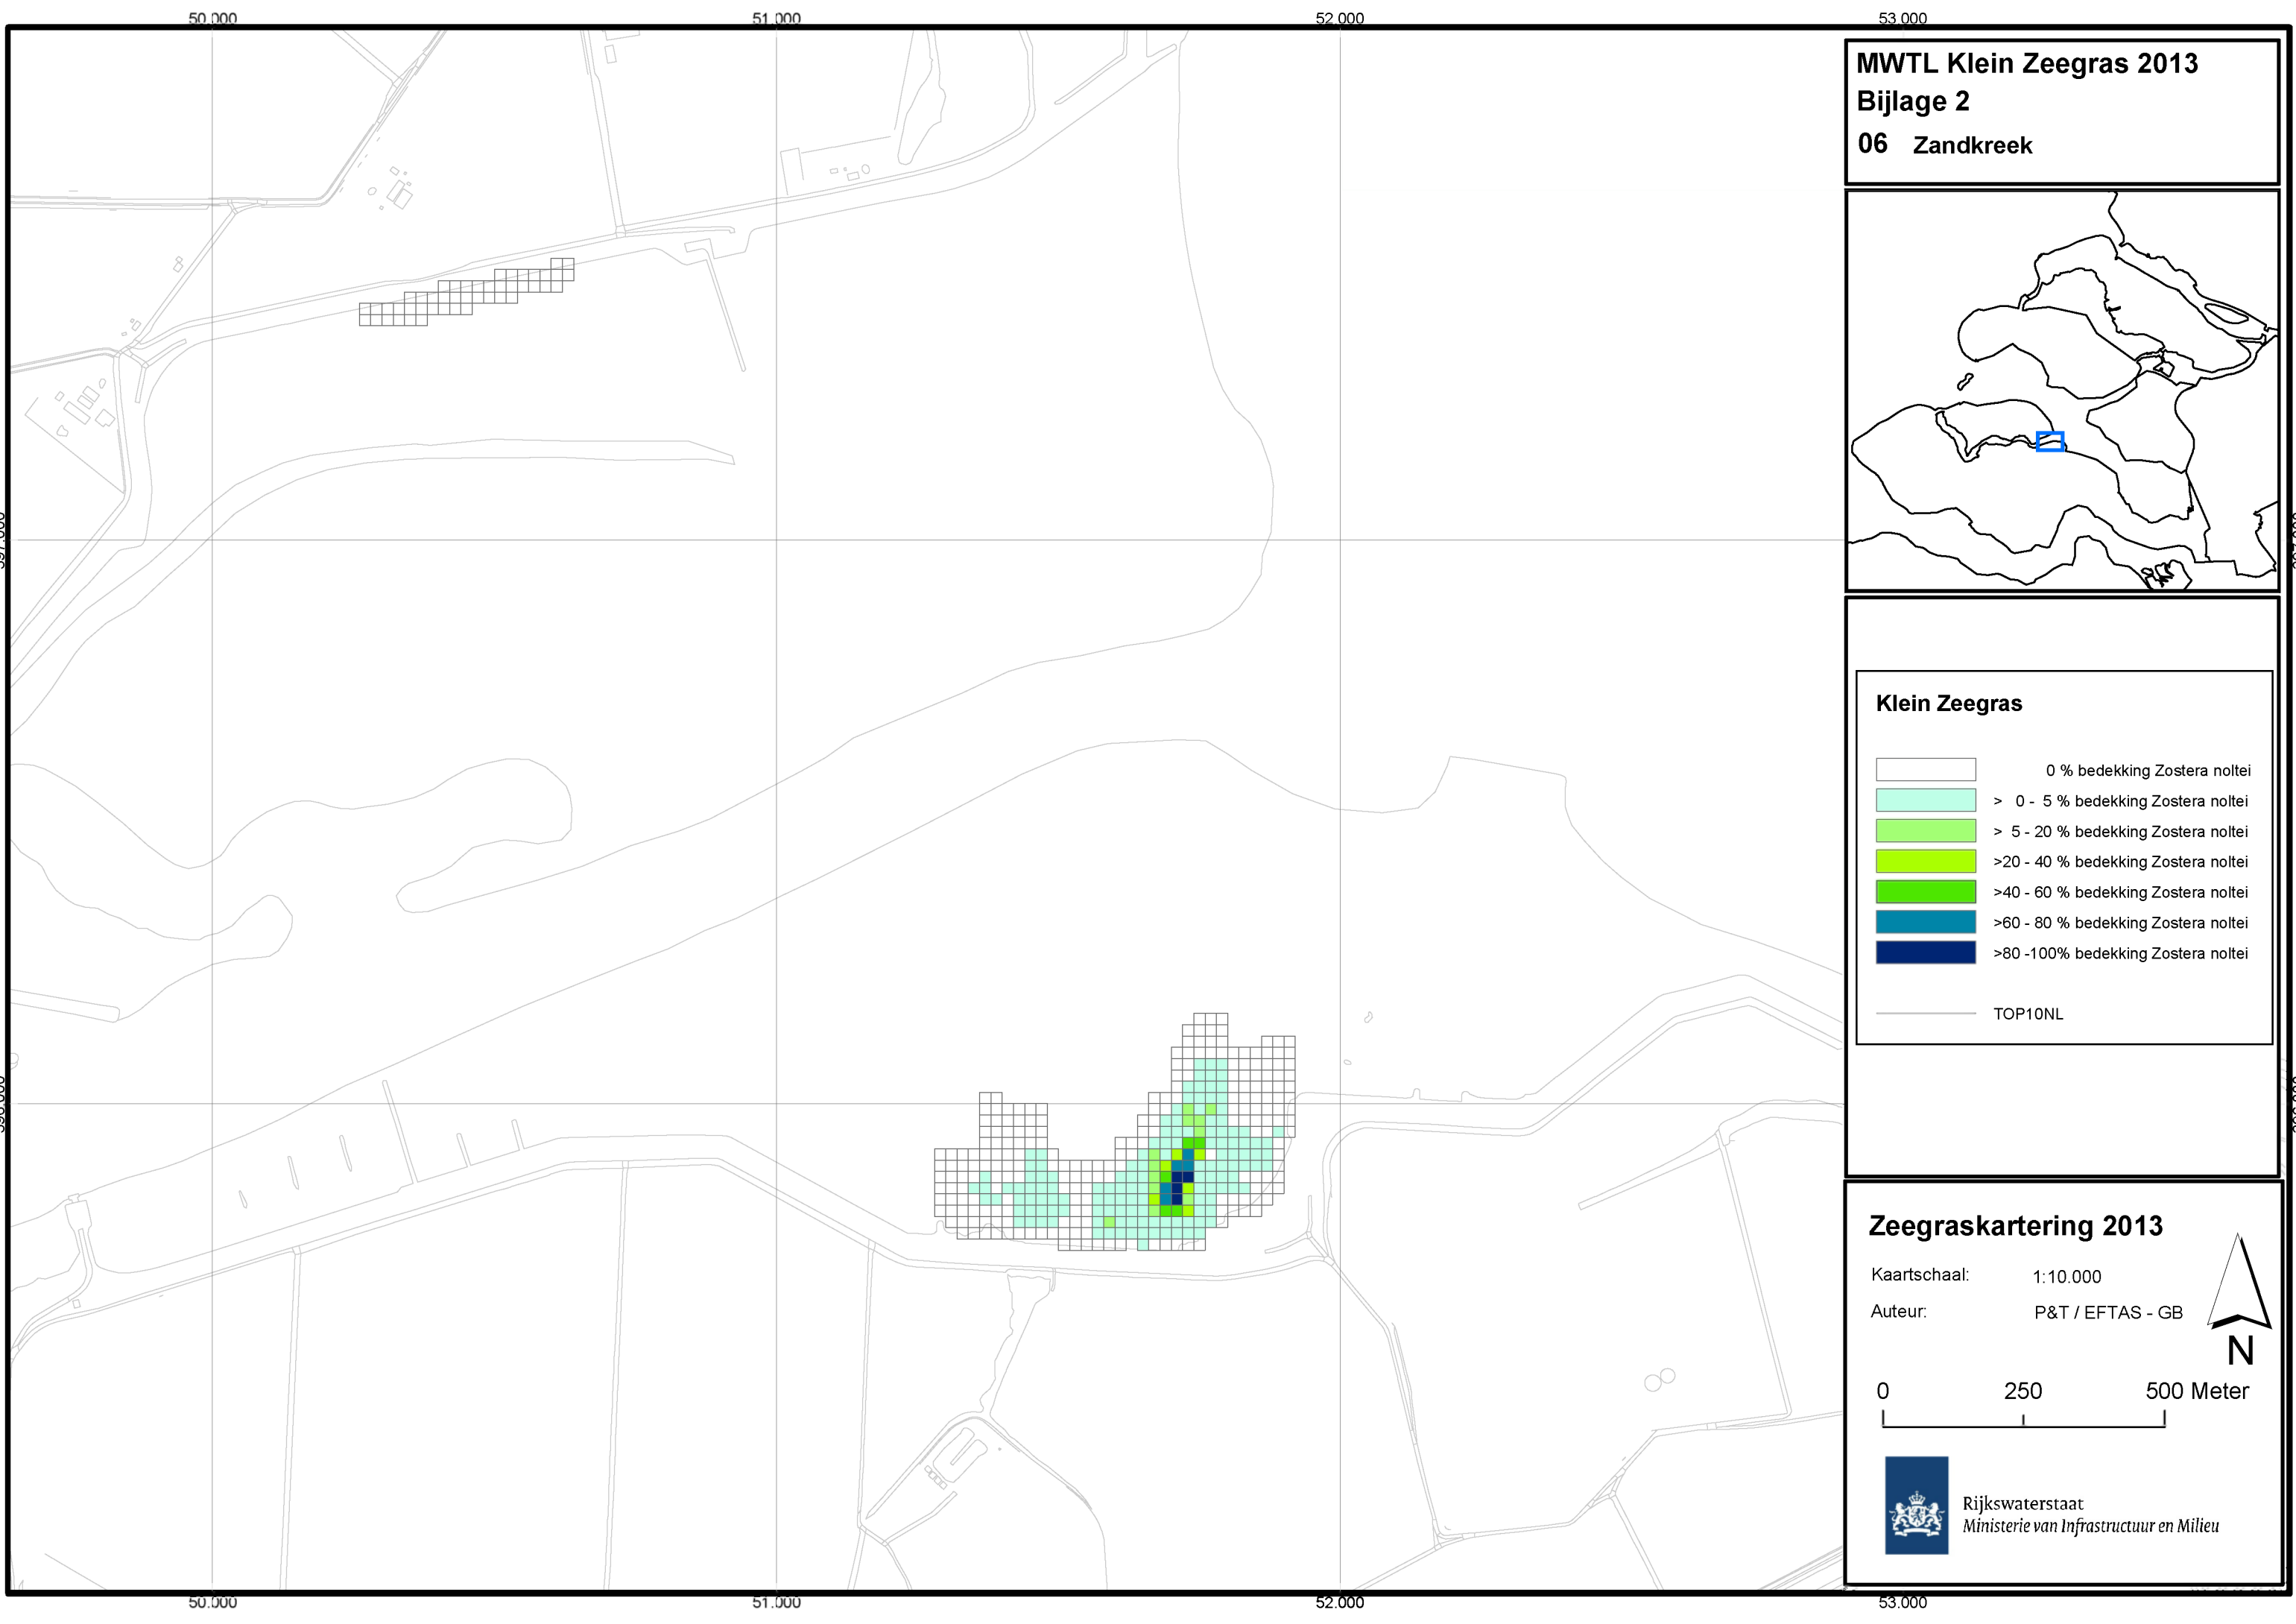 50.000 51.000 52.000 53.000
MWTL Klein Zeegras 2013
Bijlage 2
06 Zandkreek
Klein Zeegras
0 % bedekking Zostera noltei
> 0 - 5 % bedekking Zostera noltei
> 5 - 20 % bedekking Zostera noltei
>20 - 40 % bedekking Zostera noltei
>40 - 60 % bedekking Zostera noltei
>60 - 80 % bedekking Zostera noltei
>80 -100% bedekking Zostera noltei
TOP10NL
Zeegraskartering 2013
Kaartschaal: 1:10.000
Auteur: P&T / EFTAS - GB
N
0 250 500 Meter
Rijkswaterstaat
Ministerie van Infrastructuur en Milieu
50.000 51.000 52.000 53.000